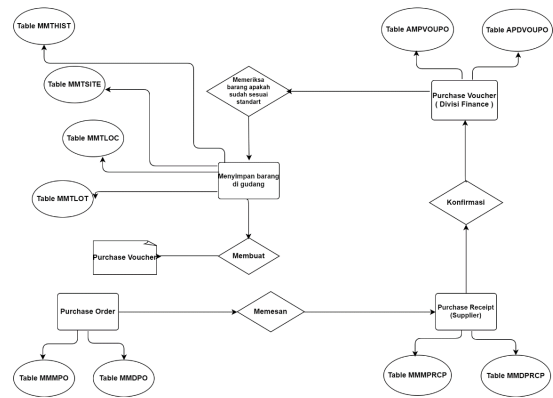 Table MMTHIST
Table AMPVOUPO
Table APDVOUPO
Table MMTSITE
Memeriksa
barang apakah
sudah sesuai
standart
Purchase Voucher
( Divisi Finance )
Table MMTLOC
Menyimpan barang
di gudang
Table MMTLOT
Konfirmasi
Purchase Voucher
Membuat
Purchase Order
Memesan
Purchase Receipt
(Supplier)
Table MMMPO
Table MMDPO
Table MMMPRCP
Table MMDPRCP